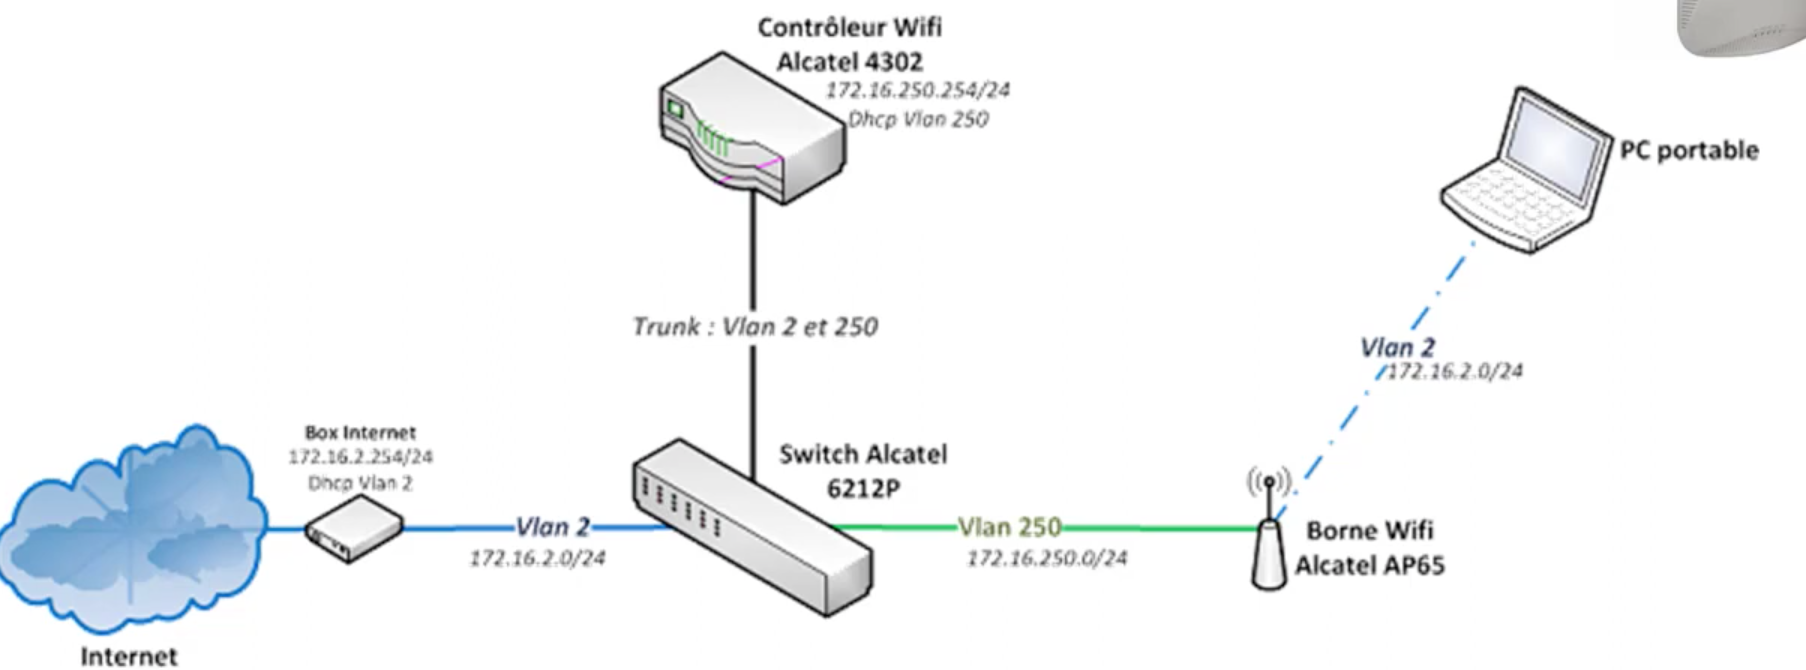 Contrôleur Wifi
Alcatel 4302
172.16.250.254/24
Dhcp Vlan 250
PC portable
Trunk : Vlan 2 et 250
Vlan 2
172.16.2.0/24
Box Internet
172.16.2.254/24
Dhcp Vlan 2
Switch Alcatel
6212P
Vlan 2
172.16.2.0/24
Vlan 250
172.16.250.0/24
Borne Wifi
Alcatel AP65
Internet